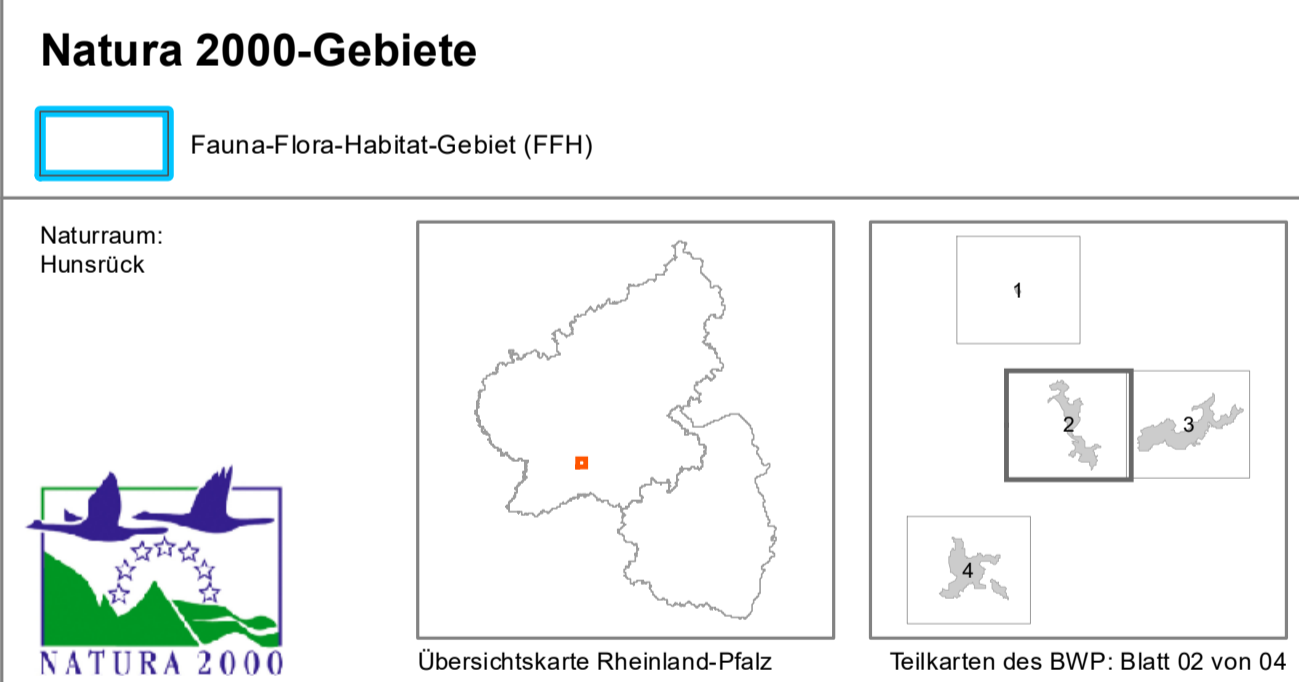 Natura 2000-Gebiete
Fauna-Flora-Habitat-Gebiet (FFH)
Naturraum:
Hunsrück
1
2
3
4
NATURA 2000
Übersichtskarte Rheinland-Pfalz
Teilkarten des BWP: Blatt 02 von 04